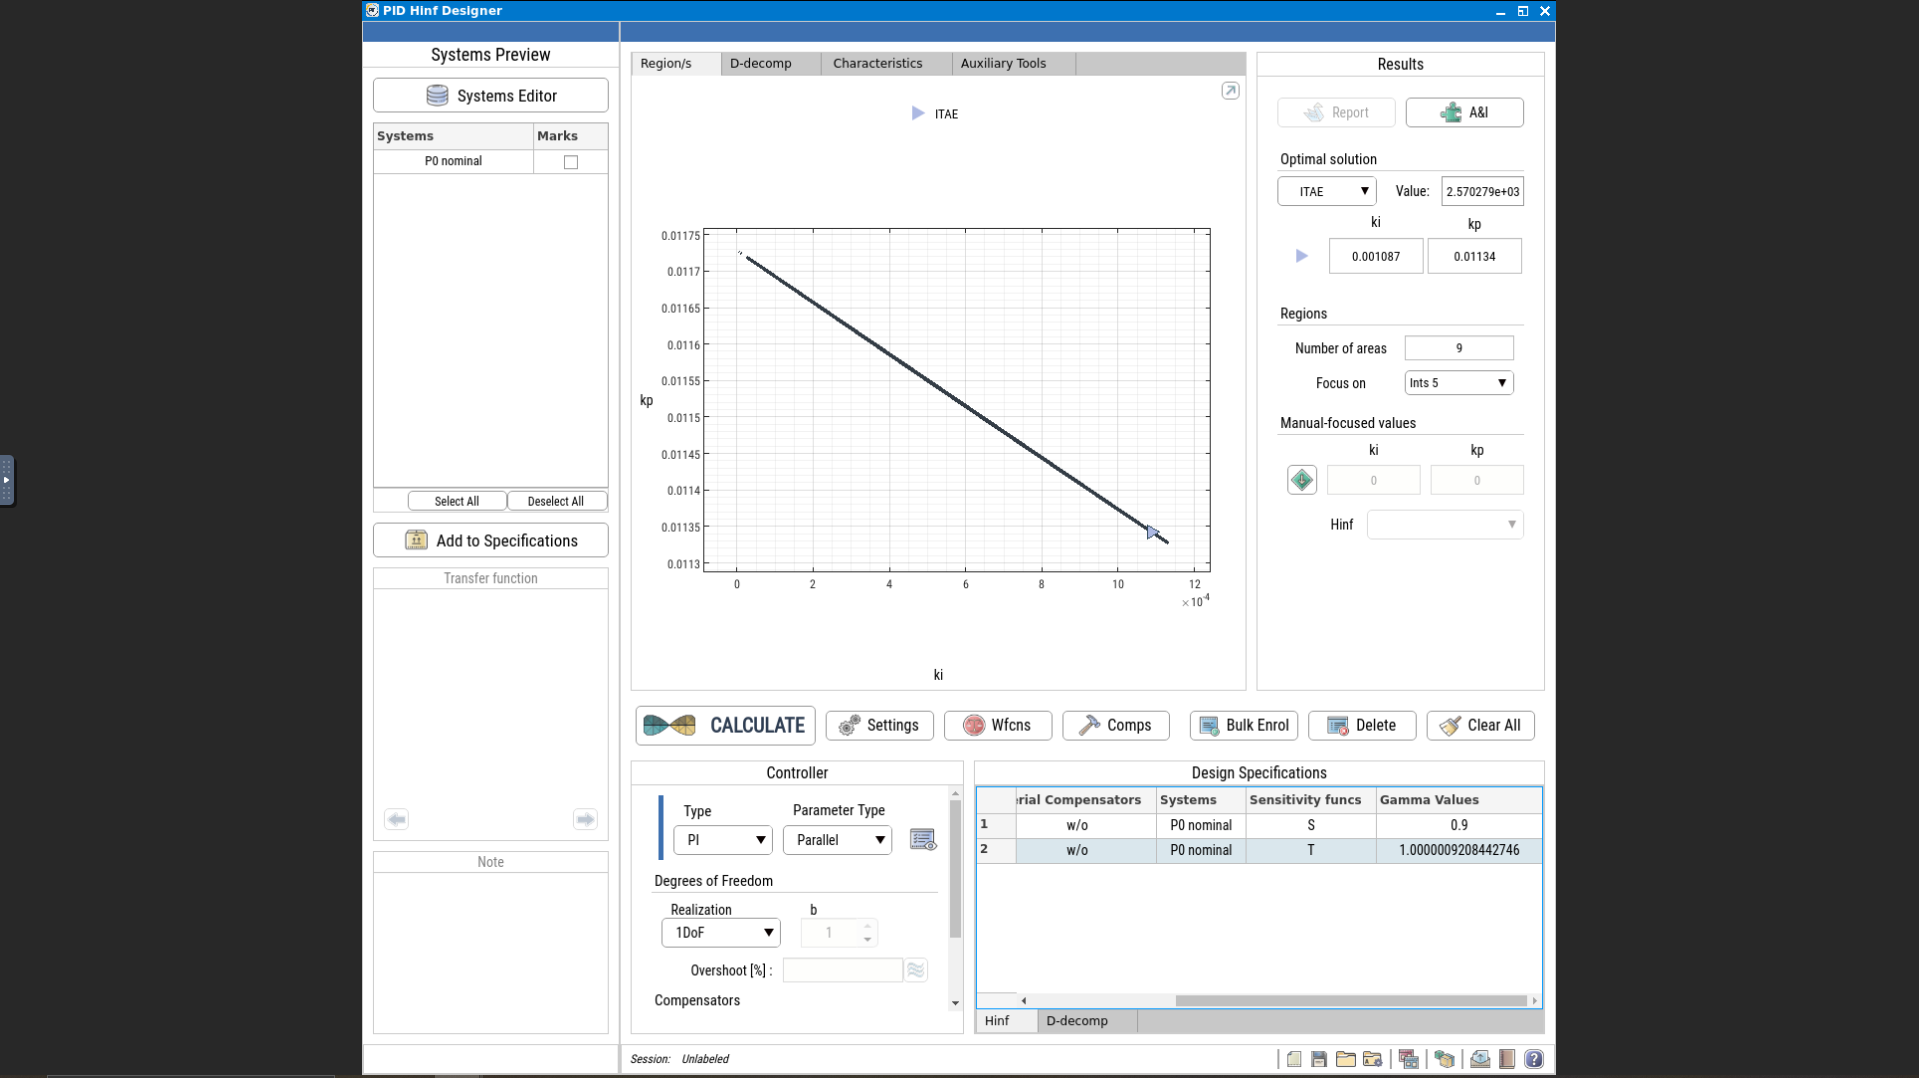 PID Hinf Designer
Systems Preview
Systems Editor
Systems Marks
P0 nominal
Select All Deselect All
Add to Specifications
Transfer function
Note
Region/s D-decomp Characteristics Auxiliary Tools
ITAE
kp
0.01175
0.0117
0.01165
0.0116
0.01155
0.0115
0.01145
0.0114
0.01135
0.0113
0 2 4 6 8 10 12
×10-4
ki
Results
Report A&I
Optimal solution
ITAE Value: 2.570279e+03
ki kp
0.001087 0.01134
Regions
Number of areas 9
Focus on Ints 5
Manual-focused values
ki kp
0 0
Hinf
CALCULATE Settings Wfcns Comps Bulk Enrol Delete Clear All
Controller
Type Parameter Type
PI Parallel
Degrees of Freedom
Realization b
1DoF 1
Overshoot [%] :
Compensators
Design Specifications
rial Compensators Systems Sensitivity funcs Gamma Values
1 w/o P0 nominal S 0.9
2 w/o P0 nominal T 1.0000009208442746
Hinf D-decomp
Session: Unlabeled